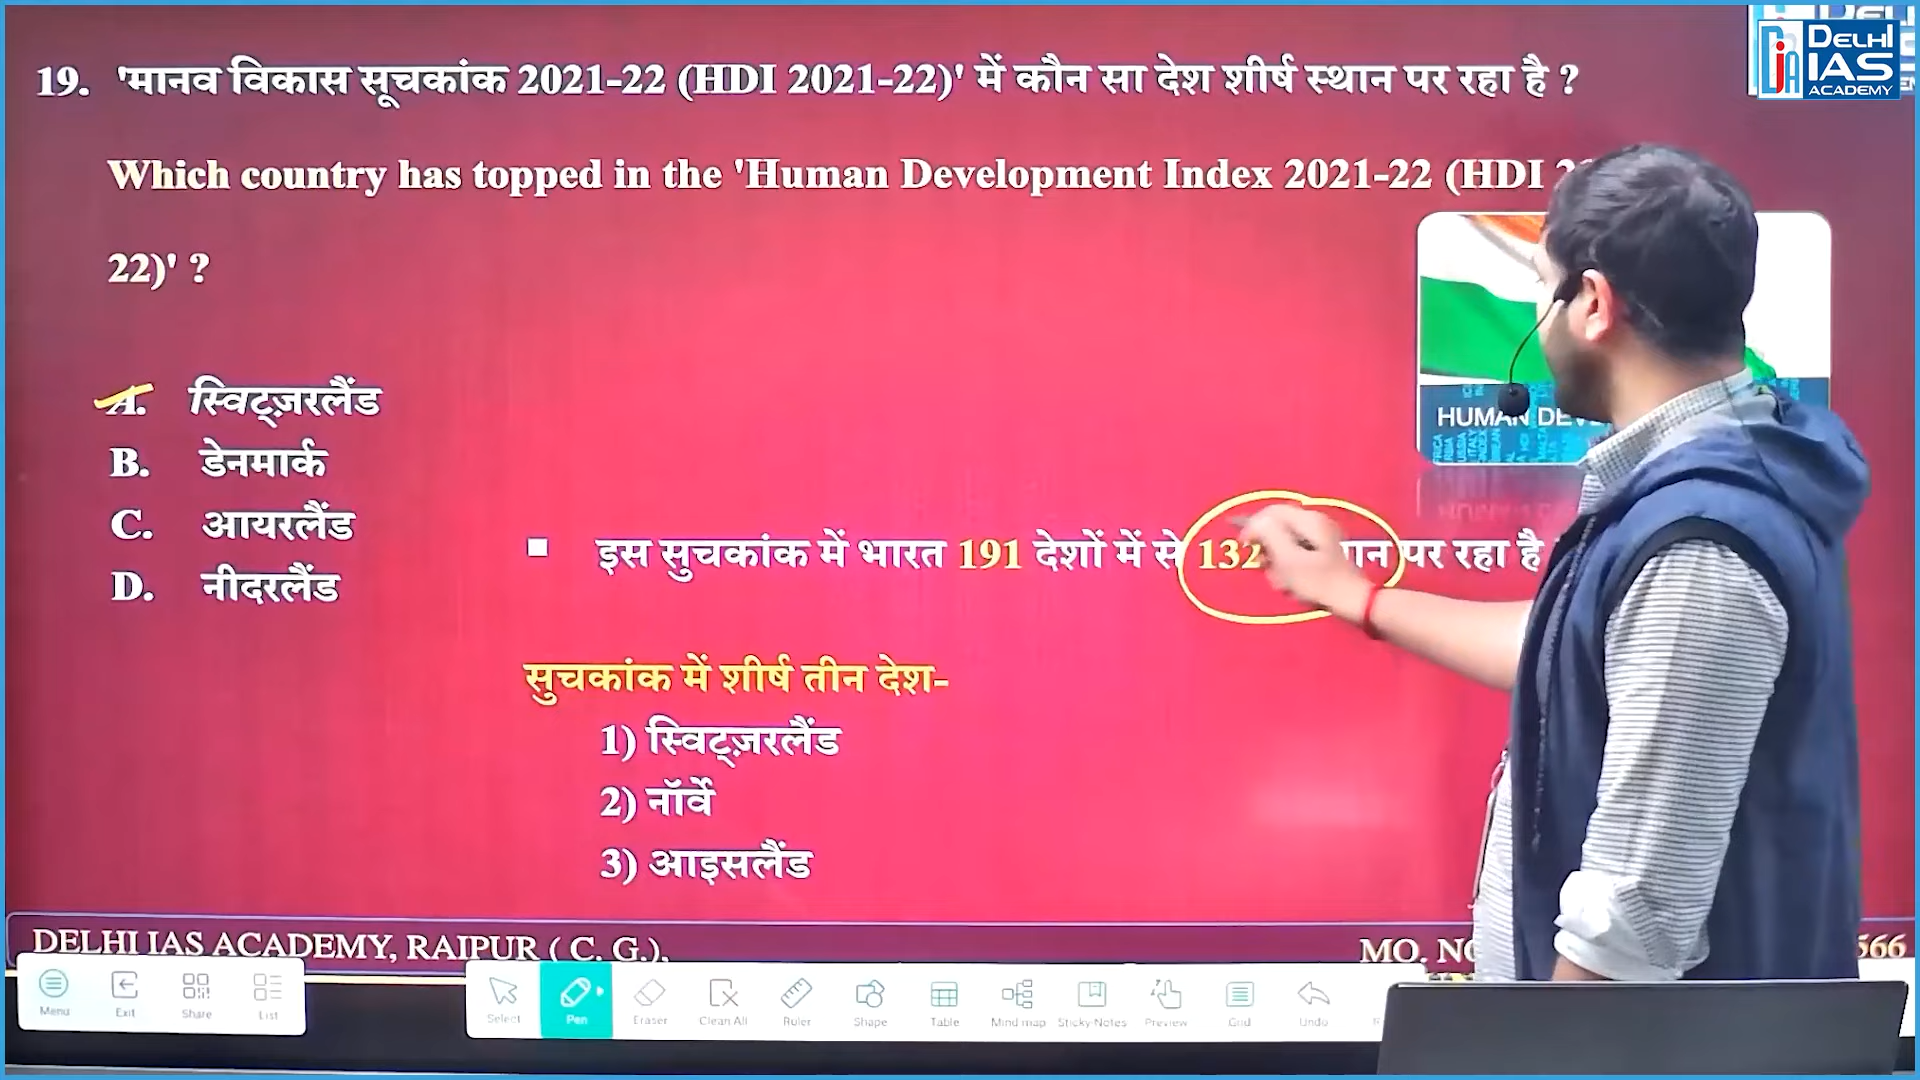 19. 'मानव विकास सूचकांक 2021-22 (HDI 2021-22)' में कौन सा देश शीर्ष स्थान पर रहा है ?
Which country has topped in the 'Human Development Index 2021-22 (HDI
22)' ?
A. स्विट्ज़रलैंड
B. डेनमार्क
C. आयरलैंड
D. नीदरलैंड
HUMAN
इस सुचकांक में भारत 191 देशों में से 132 पर रहा है
सुचकांक में शीर्ष तीन देश-
1) स्विट्ज़रलैंड
2) नॉर्वे
3) आइसलैंड
DELHI IAS ACADEMY, RAIPUR ( C. G.),
MO. 566
DELHI
IAS
ACADEMY
Menu Exit Share List
Select Pen Eraser Clean All Ruler Shape Table Mind map Sticky-Notes Preview Grid Undo